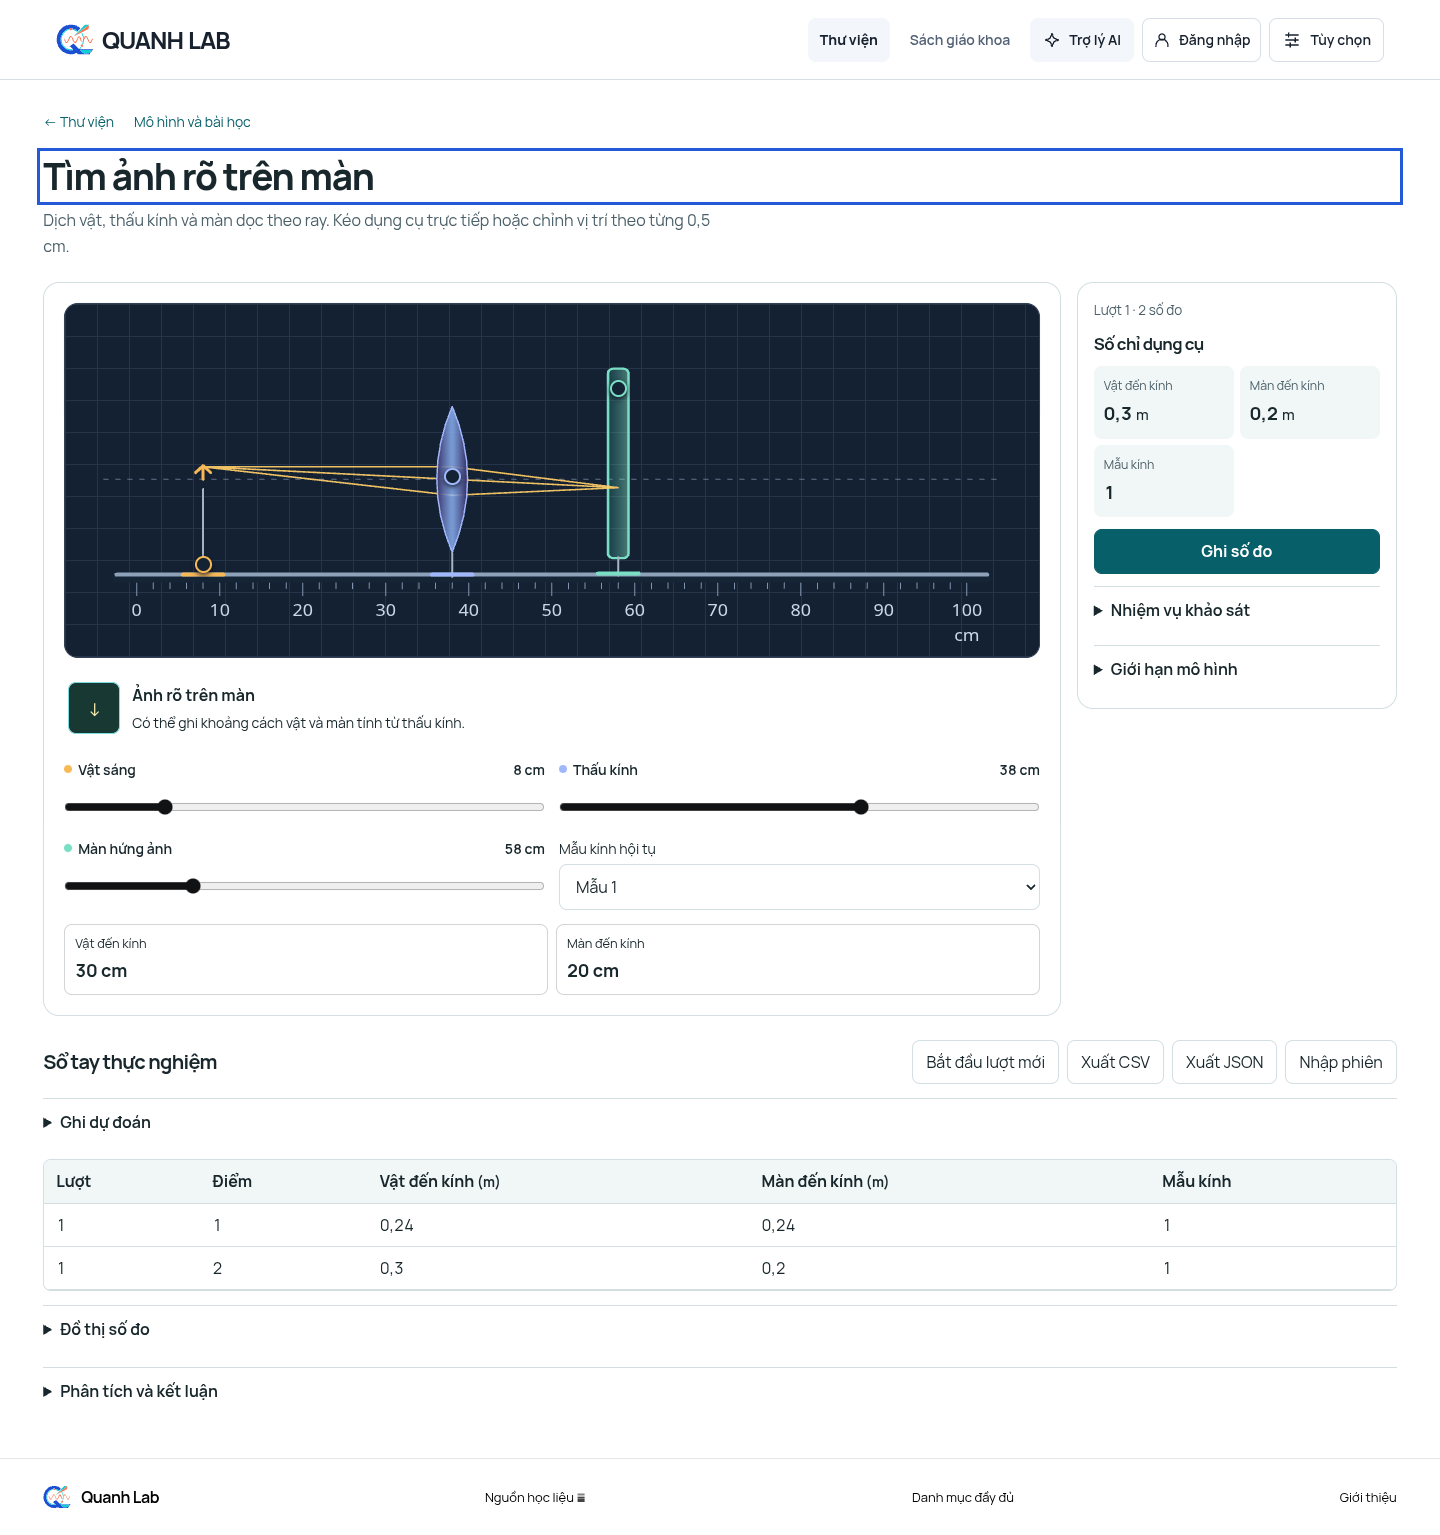 QUANH LAB
Thư viện
Sách giáo khoa
Trợ lý AI
Đăng nhập
Tùy chọn
← Thư viện
Mô hình và bài học
Tìm ảnh rõ trên màn
Dịch vật, thấu kính và màn dọc theo ray. Kéo dụng cụ trực tiếp hoặc chỉnh vị trí theo từng 0,5
cm.
0 10 20 30 40 50 60 70 80 90 100
cm
↓
Ảnh rõ trên màn
Có thể ghi khoảng cách vật và màn tính từ thấu kính.
Vật sáng 8 cm
Thấu kính 38 cm
Màn hứng ảnh 58 cm
Mẫu kính hội tụ
Mẫu 1
Vật đến kính
30 cm
Màn đến kính
20 cm
Lượt 1 · 2 số đo
Số chỉ dụng cụ
Vật đến kính
0,3 m
Màn đến kính
0,2 m
Mẫu kính
1
Ghi số đo
Nhiệm vụ khảo sát
Giới hạn mô hình
Sổ tay thực nghiệm
Bắt đầu lượt mới
Xuất CSV
Xuất JSON
Nhập phiên
Ghi dự đoán
Lượt Điểm Vật đến kính (m) Màn đến kính (m) Mẫu kính
1 1 0,24 0,24 1
1 2 0,3 0,2 1
Đồ thị số đo
Phân tích và kết luận
Quanh Lab
Nguồn học liệu
Danh mục đầy đủ
Giới thiệu